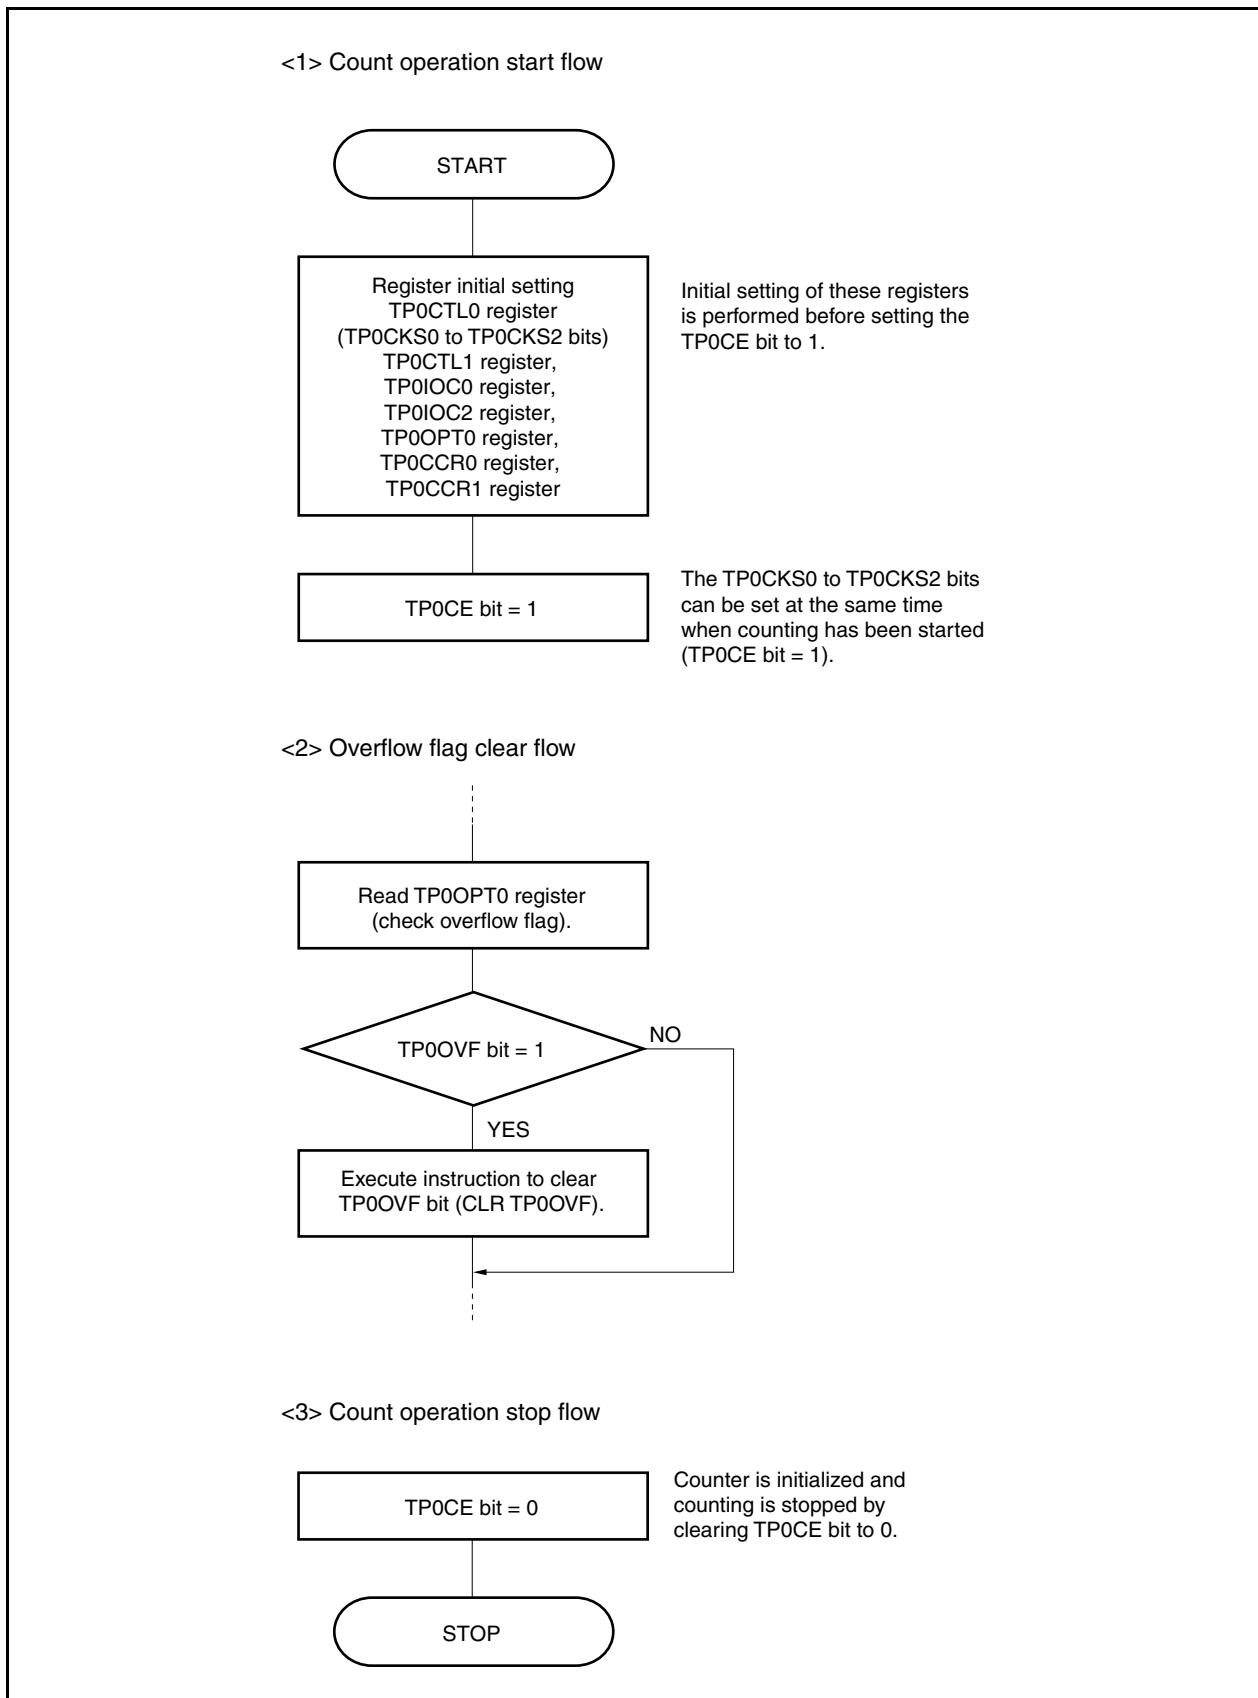 <1> Count operation start flow
START
Register initial setting
TP0CTL0 register
(TP0CKS0 to TP0CKS2 bits)
TP0CTL1 register,
TP0IOC0 register,
TP0IOC2 register,
TP0OPT0 register,
TP0CCR0 register,
TP0CCR1 register
Initial setting of these registers
is performed before setting the
TP0CE bit to 1.
TP0CE bit = 1
The TP0CKS0 to TP0CKS2 bits
can be set at the same time
when counting has been started
(TP0CE bit = 1).
<2> Overflow flag clear flow
Read TP0OPT0 register
(check overflow flag).
TP0OVF bit = 1
NO
YES
Execute instruction to clear
TP0OVF bit (CLR TP0OVF).
<3> Count operation stop flow
TP0CE bit = 0
Counter is initialized and
counting is stopped by
clearing TP0CE bit to 0.
STOP